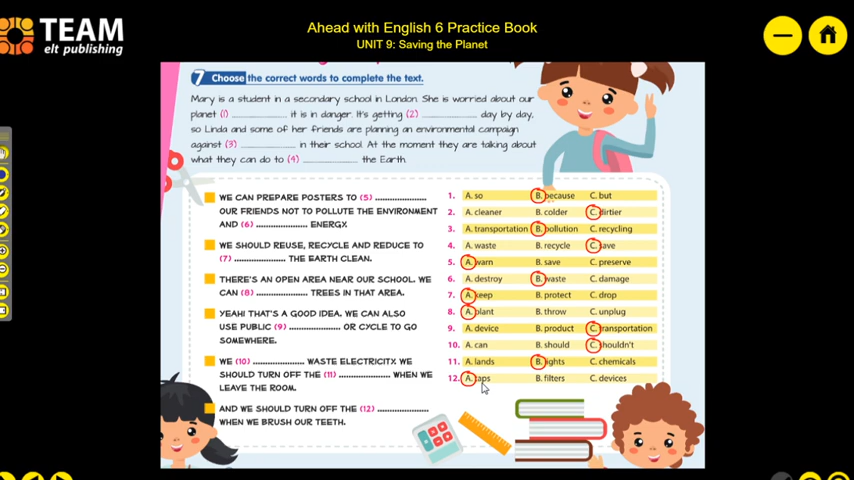 TEAM
elt publishing
Ahead with English 6 Practice Book
UNIT 9: Saving the Planet
7 Choose the correct words to complete the text.
Mary is a student in a secondary school in London. She is worried about our
planet (1) ______________ it is in danger. It's getting (2) ______________ day by day,
so Linda and some of her friends are planning an environmental campaign
against (3) ______________ in their school. At the moment they are talking about
what they can do to (4) ______________ the Earth.
WE CAN PREPARE POSTERS TO (5) ....................
OUR FRIENDS NOT TO POLLUTE THE ENVIRONMENT
AND (6) .................... ENERGY.
WE SHOULD REUSE, RECYCLE AND REDUCE TO
(7) .................... THE EARTH CLEAN.
THERE'S AN OPEN AREA NEAR OUR SCHOOL. WE
CAN (8) .................... TREES IN THAT AREA.
YEAH! THAT'S A GOOD IDEA. WE CAN ALSO
USE PUBLIC (9) .................... OR CYCLE TO GO
SOMEWHERE.
WE (10) .................... WASTE ELECTRICITY. WE
SHOULD TURN OFF THE (11) .................... WHEN WE
LEAVE THE ROOM.
AND WE SHOULD TURN OFF THE (12) ....................
WHEN WE BRUSH OUR TEETH.
1. A. so B. because C. but
2. A. cleaner B. colder C. dirtier
3. A. transportation B. pollution C. recycling
4. A. waste B. recycle C. save
5. A. warn B. save C. preserve
6. A. destroy B. waste C. damage
7. A. keep B. protect C. drop
8. A. plant B. throw C. unplug
9. A. device B. product C. transportation
10. A. can B. should C. shouldn't
11. A. lands B. lights C. chemicals
12. A. taps B. filters C. devices